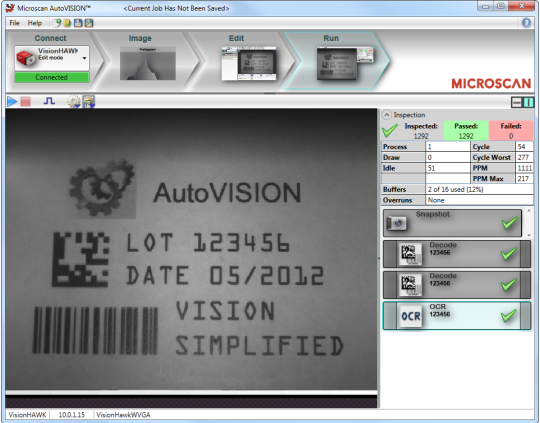 Microscan AutoVISION™ <Current Job Has Not Been Saved>
File Help
Connect Image Edit Run
VisionHAWK
Edit mode
Connected
MICROSCAN
Inspection
Inspected: Passed: Failed:
1292 1292 0
Process 1 Cycle 54
Draw 0 Cycle Worst 277
Idle 51 PPM 1111
PPM Max 217
Buffers 2 of 16 used (12%)
Overruns None
Snapshot
Decode
123456
Decode
123456
OCR
OCR
123456
AutoVISION
LOT 123456
DATE 05/2012
VISION
SIMPLIFIED
VisionHAWK 10.0.1.15 VisionHawkWVGA